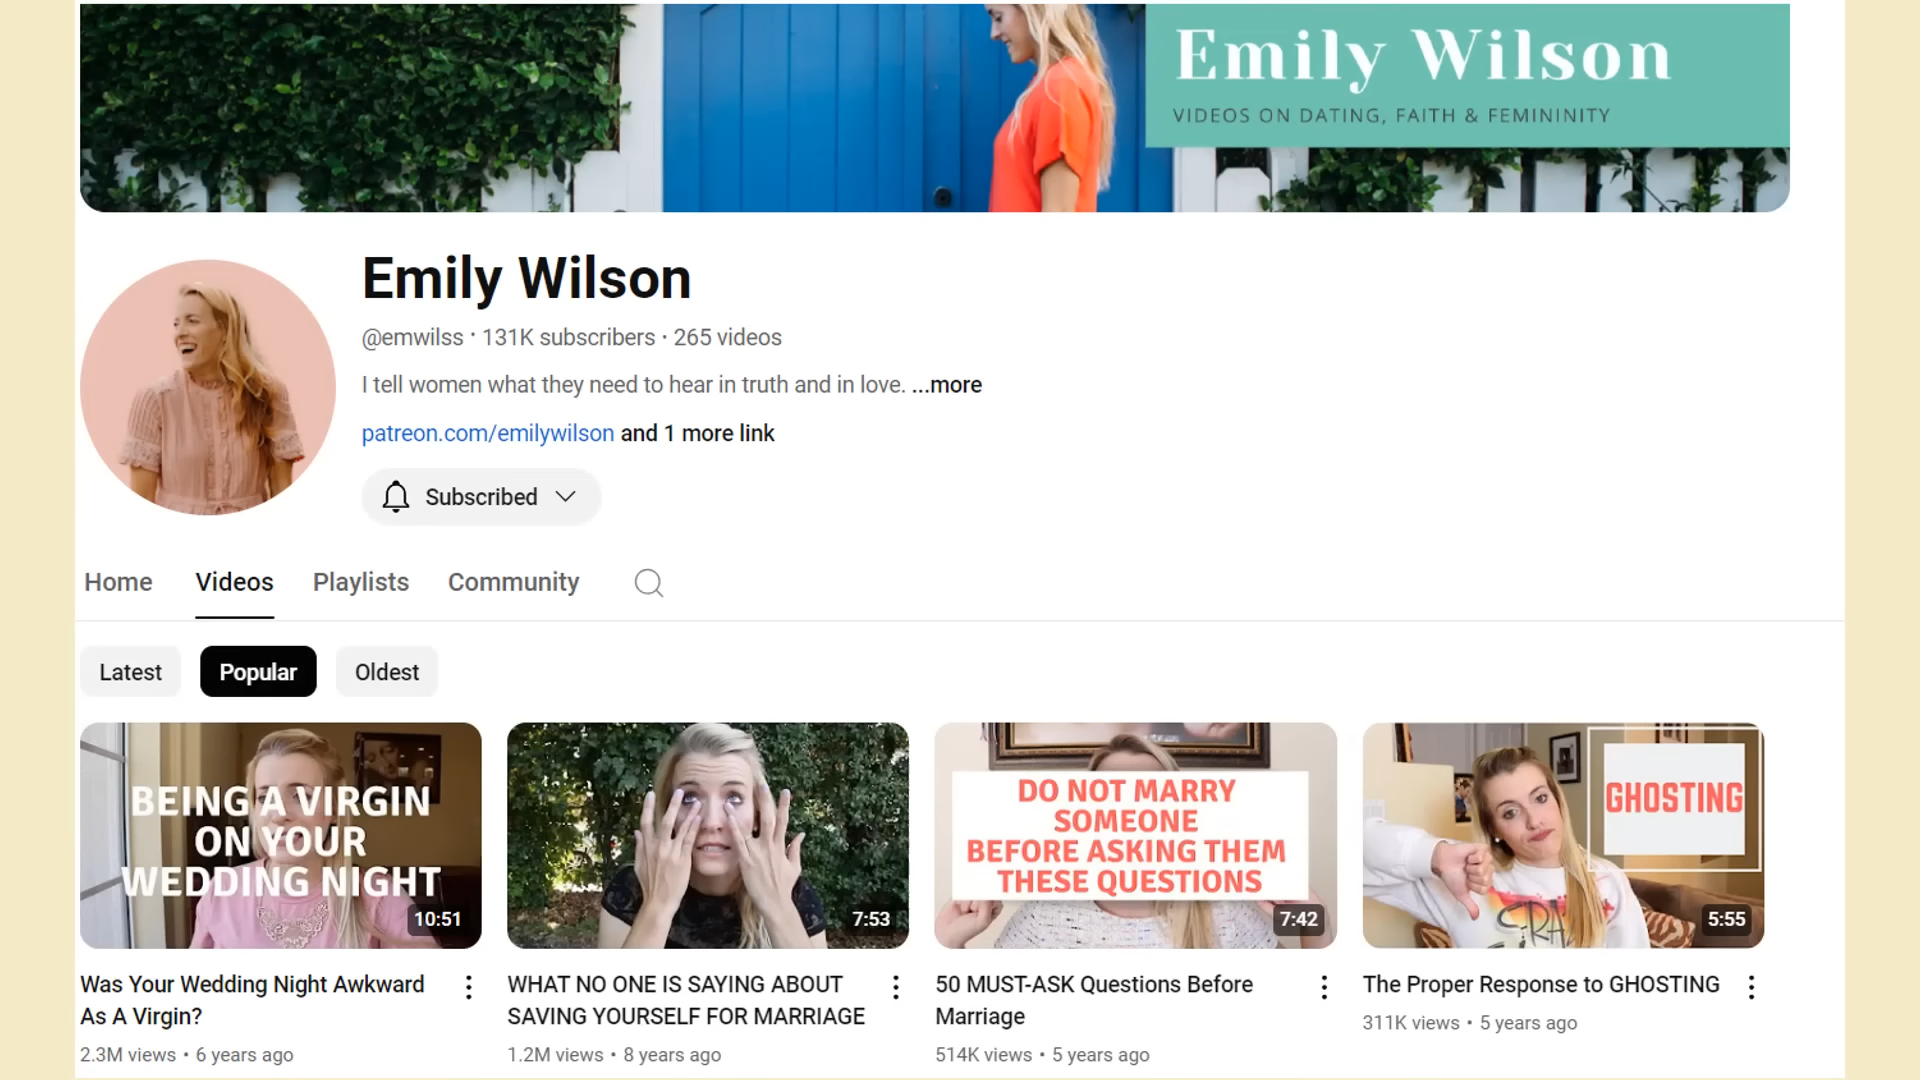 Emily Wilson
VIDEOS ON DATING, FAITH & FEMININITY
Emily Wilson
@emwilss · 131K subscribers · 265 videos
I tell women what they need to hear in truth and in love. ...more
patreon.com/emilywilson and 1 more link
Subscribed
Home Videos Playlists Community
Latest Popular Oldest
BEING A VIRGIN
ON YOUR
WEDDING NIGHT
10:51
7:53
DO NOT MARRY
SOMEONE
BEFORE ASKING THEM
THESE QUESTIONS
7:42
GHOSTING
5:55
Was Your Wedding Night Awkward
As A Virgin?
2.3M views • 6 years ago
WHAT NO ONE IS SAYING ABOUT
SAVING YOURSELF FOR MARRIAGE
1.2M views • 8 years ago
50 MUST-ASK Questions Before
Marriage
514K views • 5 years ago
The Proper Response to GHOSTING
311K views • 5 years ago